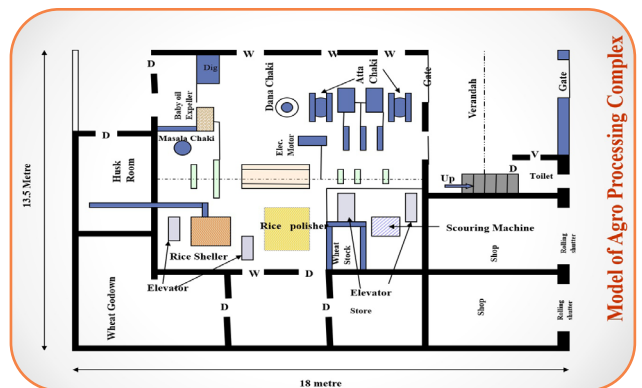 W
W
W
D
Dig
Baby oil
Expeller
Dana Chaki
Atta
Chaki
Gate
Verandah
Gate
D
Masala Chaki
Elec.
Motor
Husk
Room
V
D
Toilet
Up
Rice polisher
Scouring Machine
Rice Sheller
Wheat
Stock
Shop
Rolling
shutter
Elevator
W
D
Elevator
Wheat Godown
D
D
Store
Shop
Rolling
shutter
13.5 Metre
18 metre
Model of Agro Processing Complex